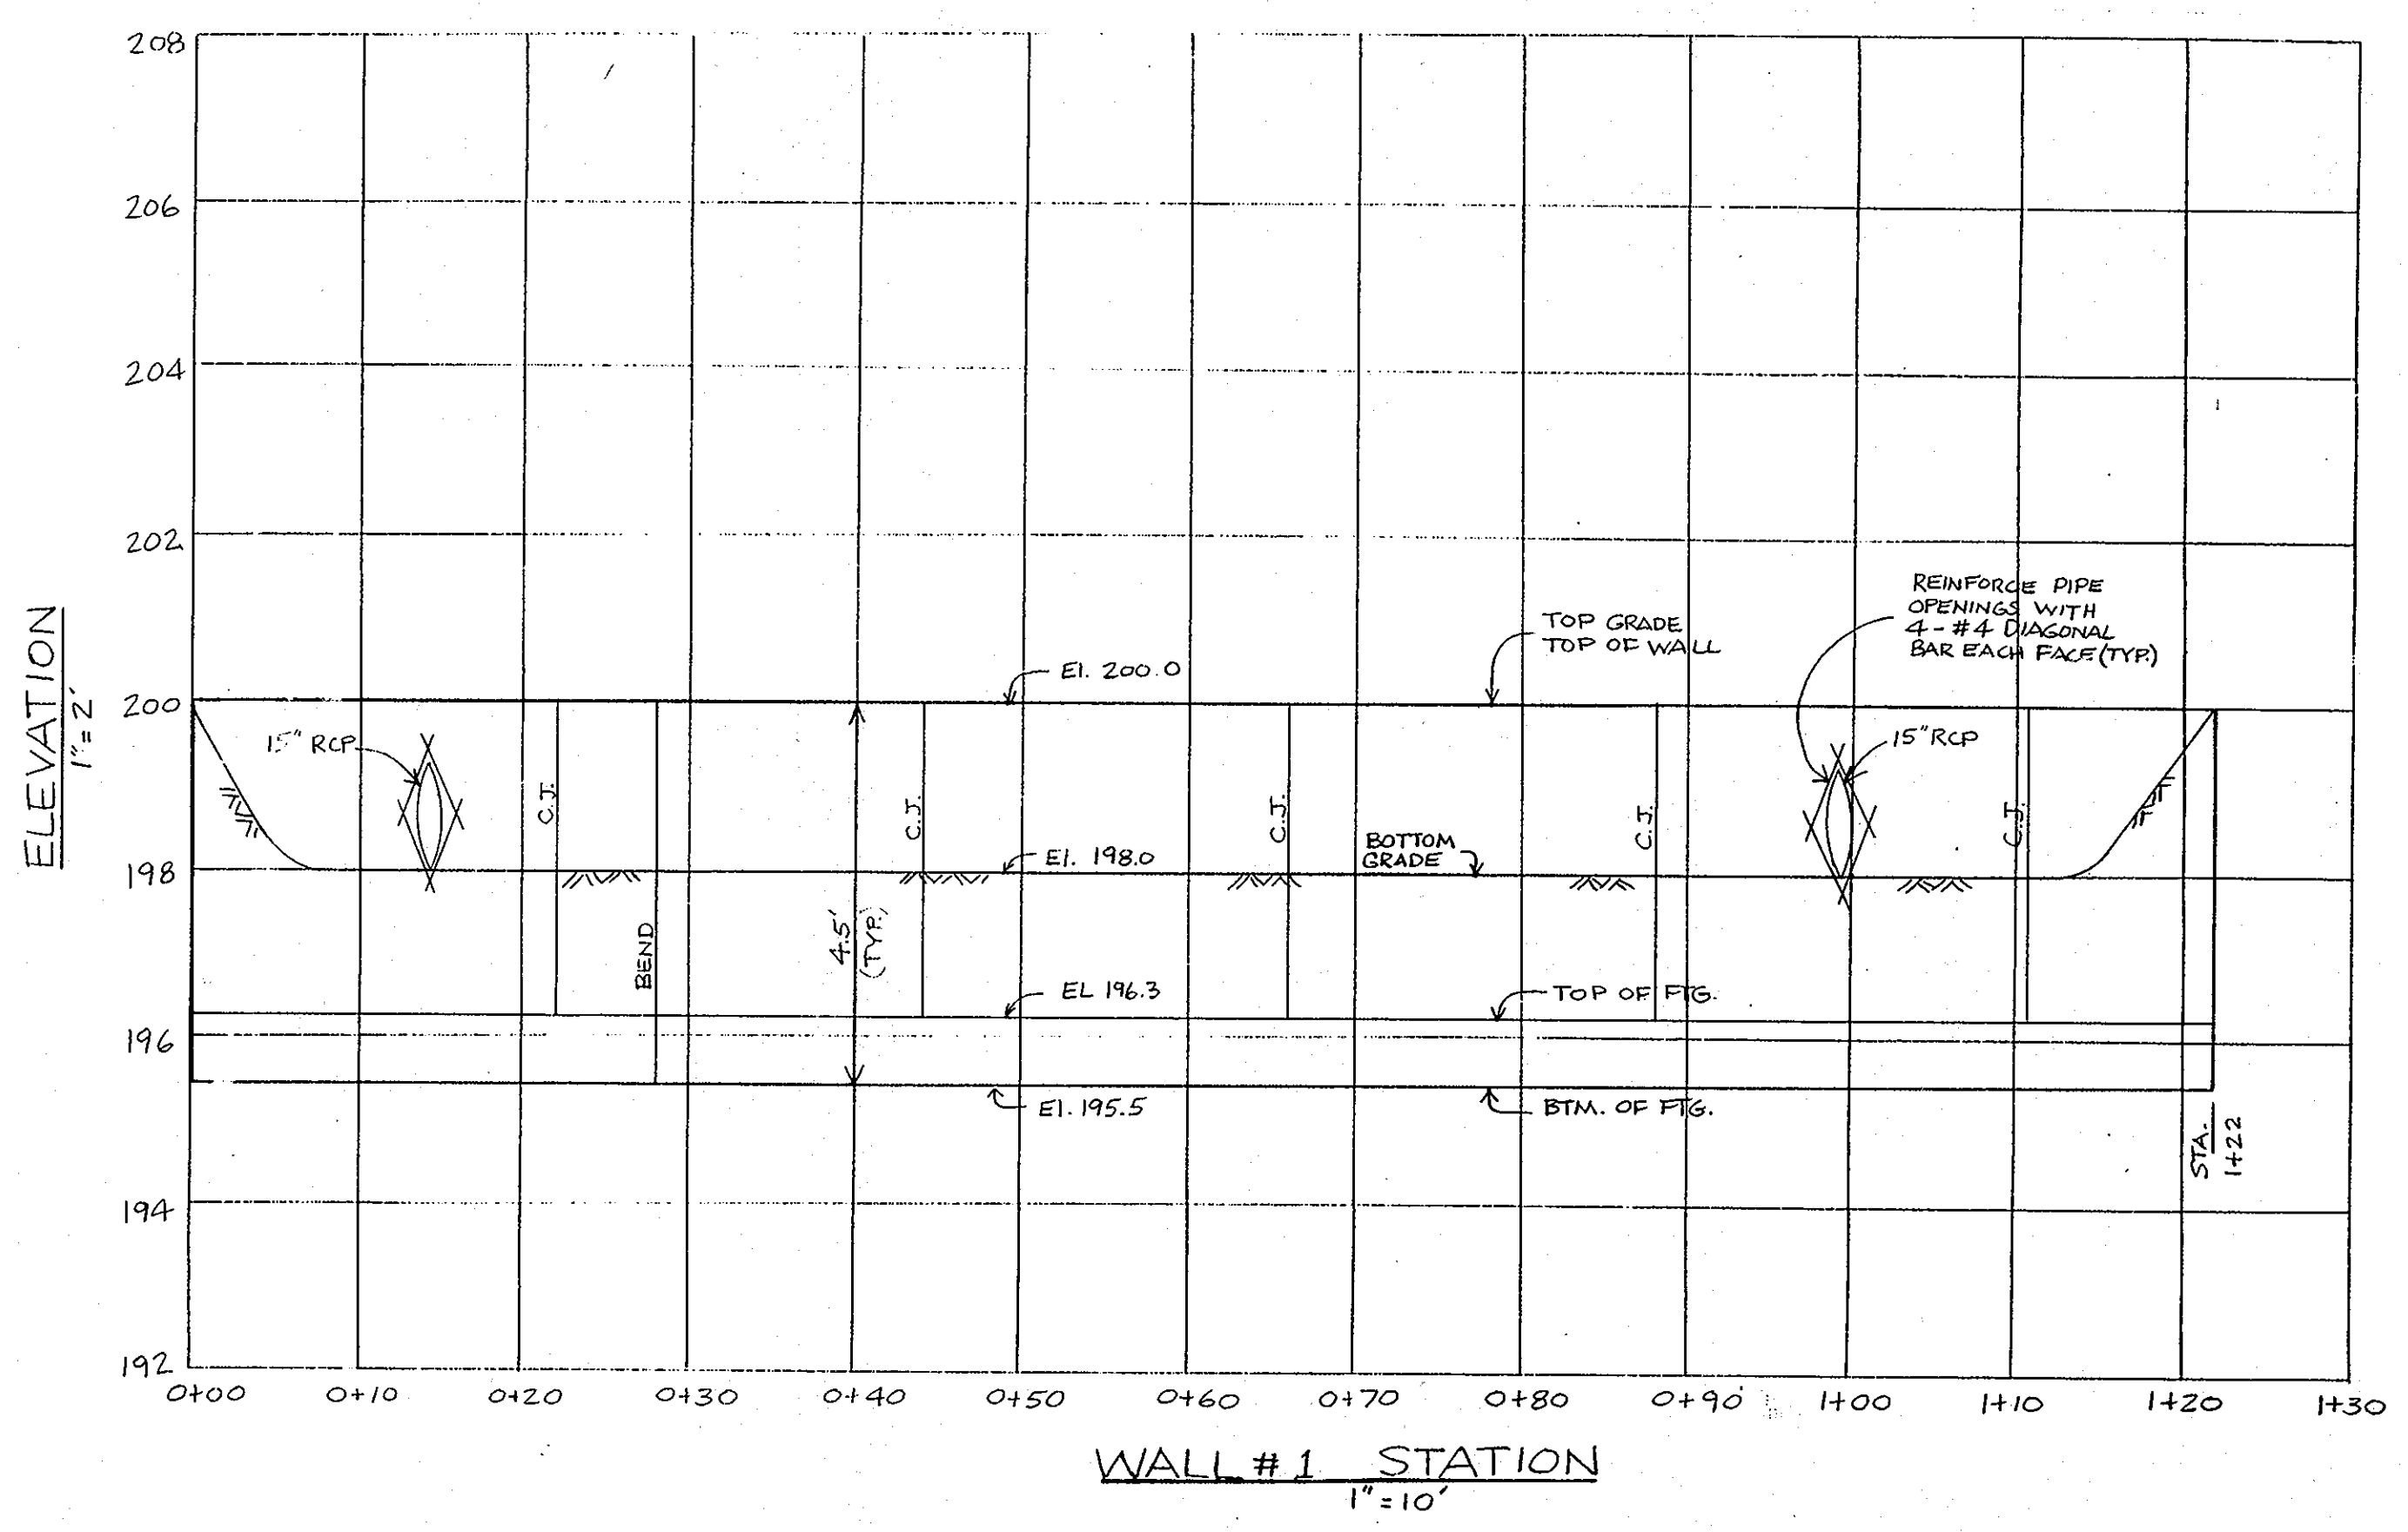 208
206
204
202
200
198
196
194
192
ELEVATION
1"=2'
REINFORCE PIPE
OPENINGS WITH
4-#4 DIAGONAL
BAR EACH FACE (TYP.)
TOP GRADE
TOP OF WALL
El. 200.0
15" RCP
15" RCP
C.J.
C.J.
C.J.
C.J.
C.J.
BOTTOM
GRADE
El. 198.0
BEND
4.5'
(TYP.)
EL 196.3
TOP OF FTG.
El. 195.5
BTM. OF FTG.
STA.
1+22
0+00 0+10 0+20 0+30 0+40 0+50 0+60 0+70 0+80 0+90 1+00 1+10 1+20 1+30
WALL #1 STATION
1"=10'